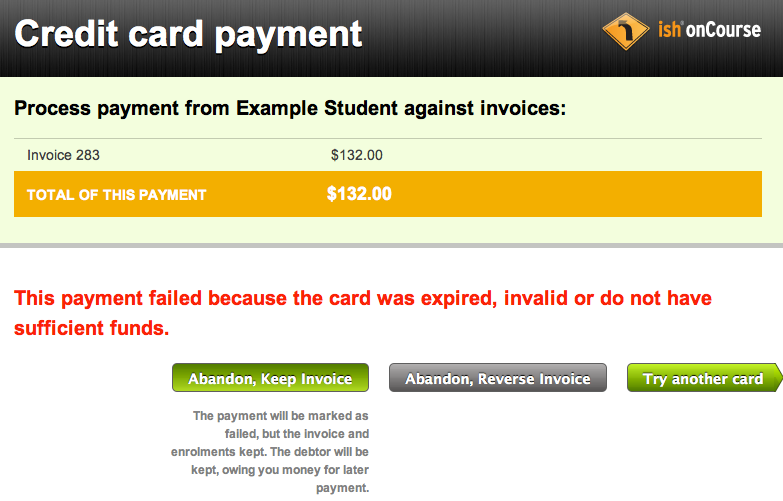 Credit card payment
ish onCourse
Process payment from Example Student against invoices:
Invoice 283 $132.00
TOTAL OF THIS PAYMENT $132.00
This payment failed because the card was expired, invalid or do not have
sufficient funds.
Abandon, Keep Invoice Abandon, Reverse Invoice Try another card
The payment will be marked as
failed, but the invoice and
enrolments kept. The debtor will be
kept, owing you money for later
payment.